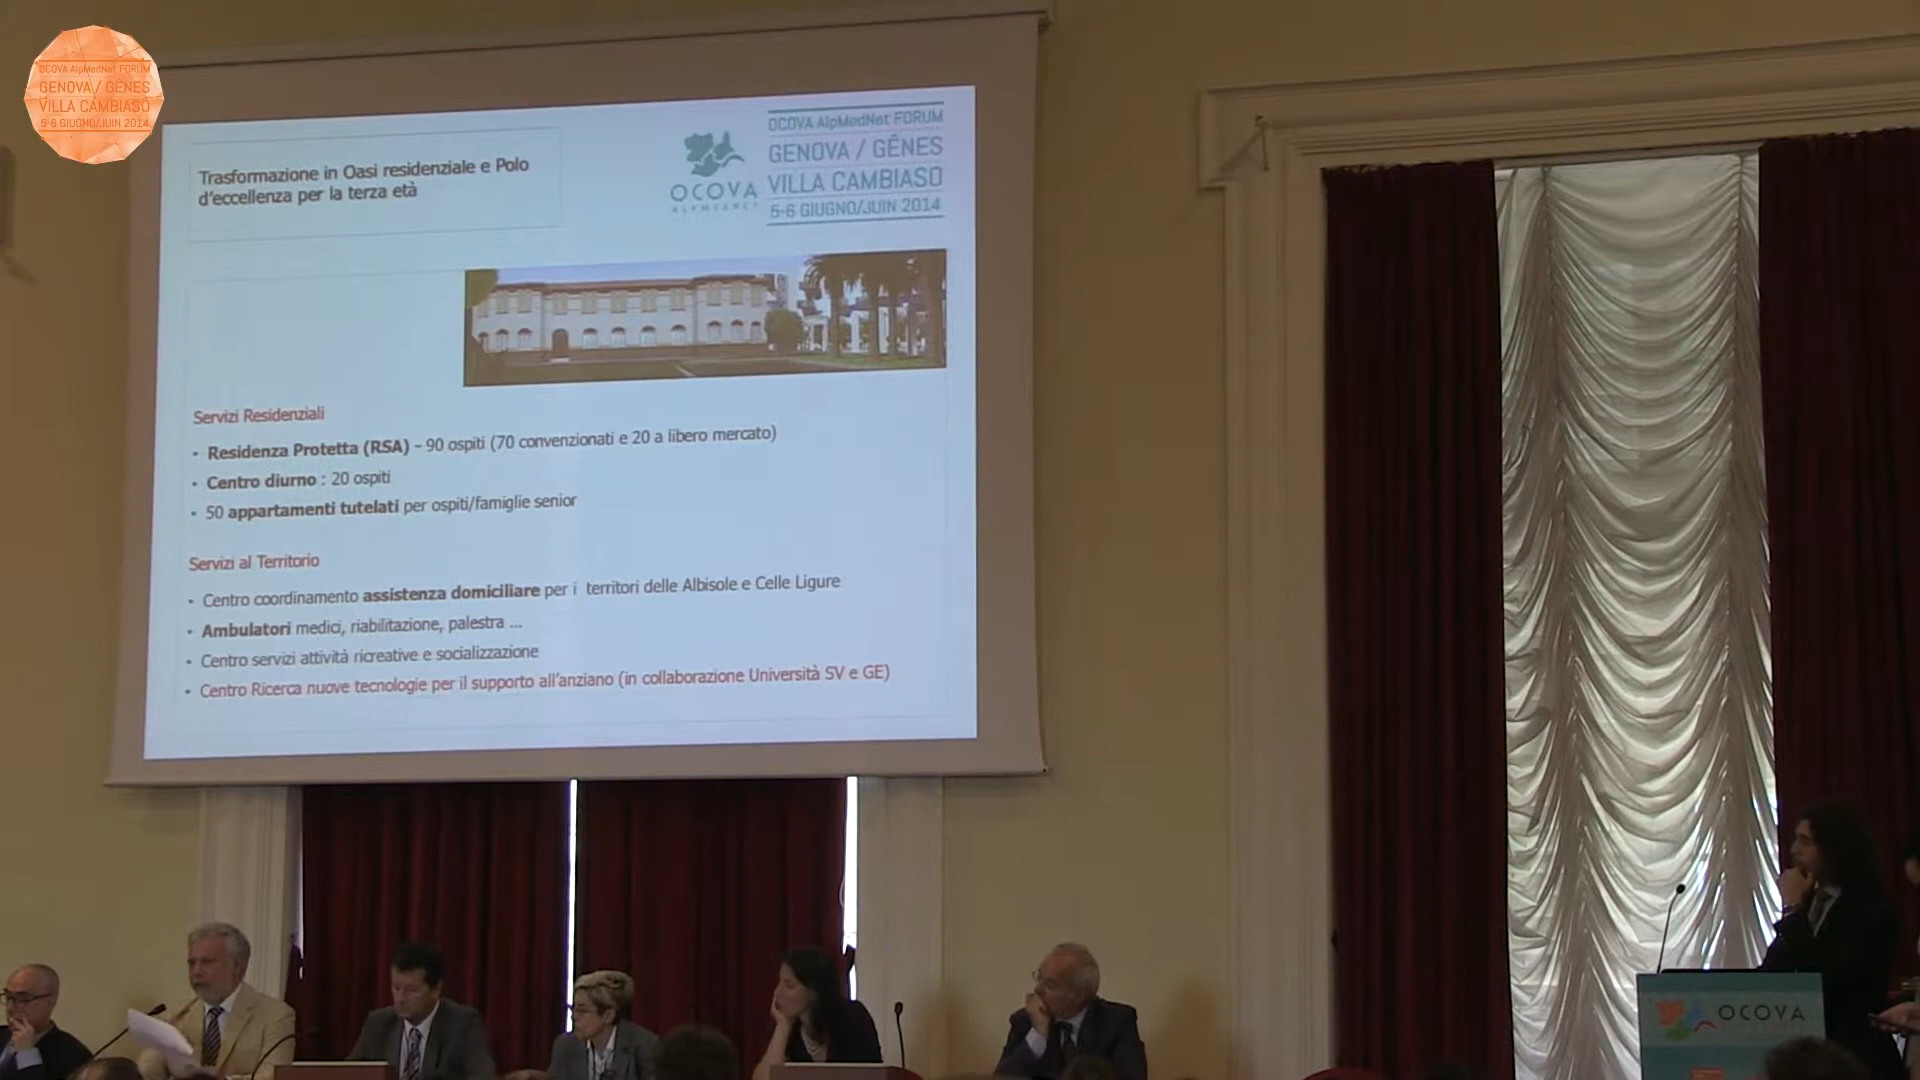 OCOVA AlpMedNet FORUM
GENOVA / GÊNES
VILLA CAMBIASO
5-6 GIUGNO/JUIN 2014
Trasformazione in Oasi residenziale e Polo
d'eccellenza per la terza età
OCOVA
ALPMEDNET
OCOVA AlpMedNet FORUM
GENOVA / GÊNES
VILLA CAMBIASO
5-6 GIUGNO/JUIN 2014
Servizi Residenziali
• Residenza Protetta (RSA) – 90 ospiti (70 convenzionati e 20 a libero mercato)
• Centro diurno : 20 ospiti
• 50 appartamenti tutelati per ospiti/famiglie senior
Servizi al Territorio
• Centro coordinamento assistenza domiciliare per i territori delle Albisole e Celle Ligure
• Ambulatori medici, riabilitazione, palestra ...
• Centro servizi attività ricreative e socializzazione
• Centro Ricerca nuove tecnologie per il supporto all'anziano (in collaborazione Università SV e GE)
OCOVA